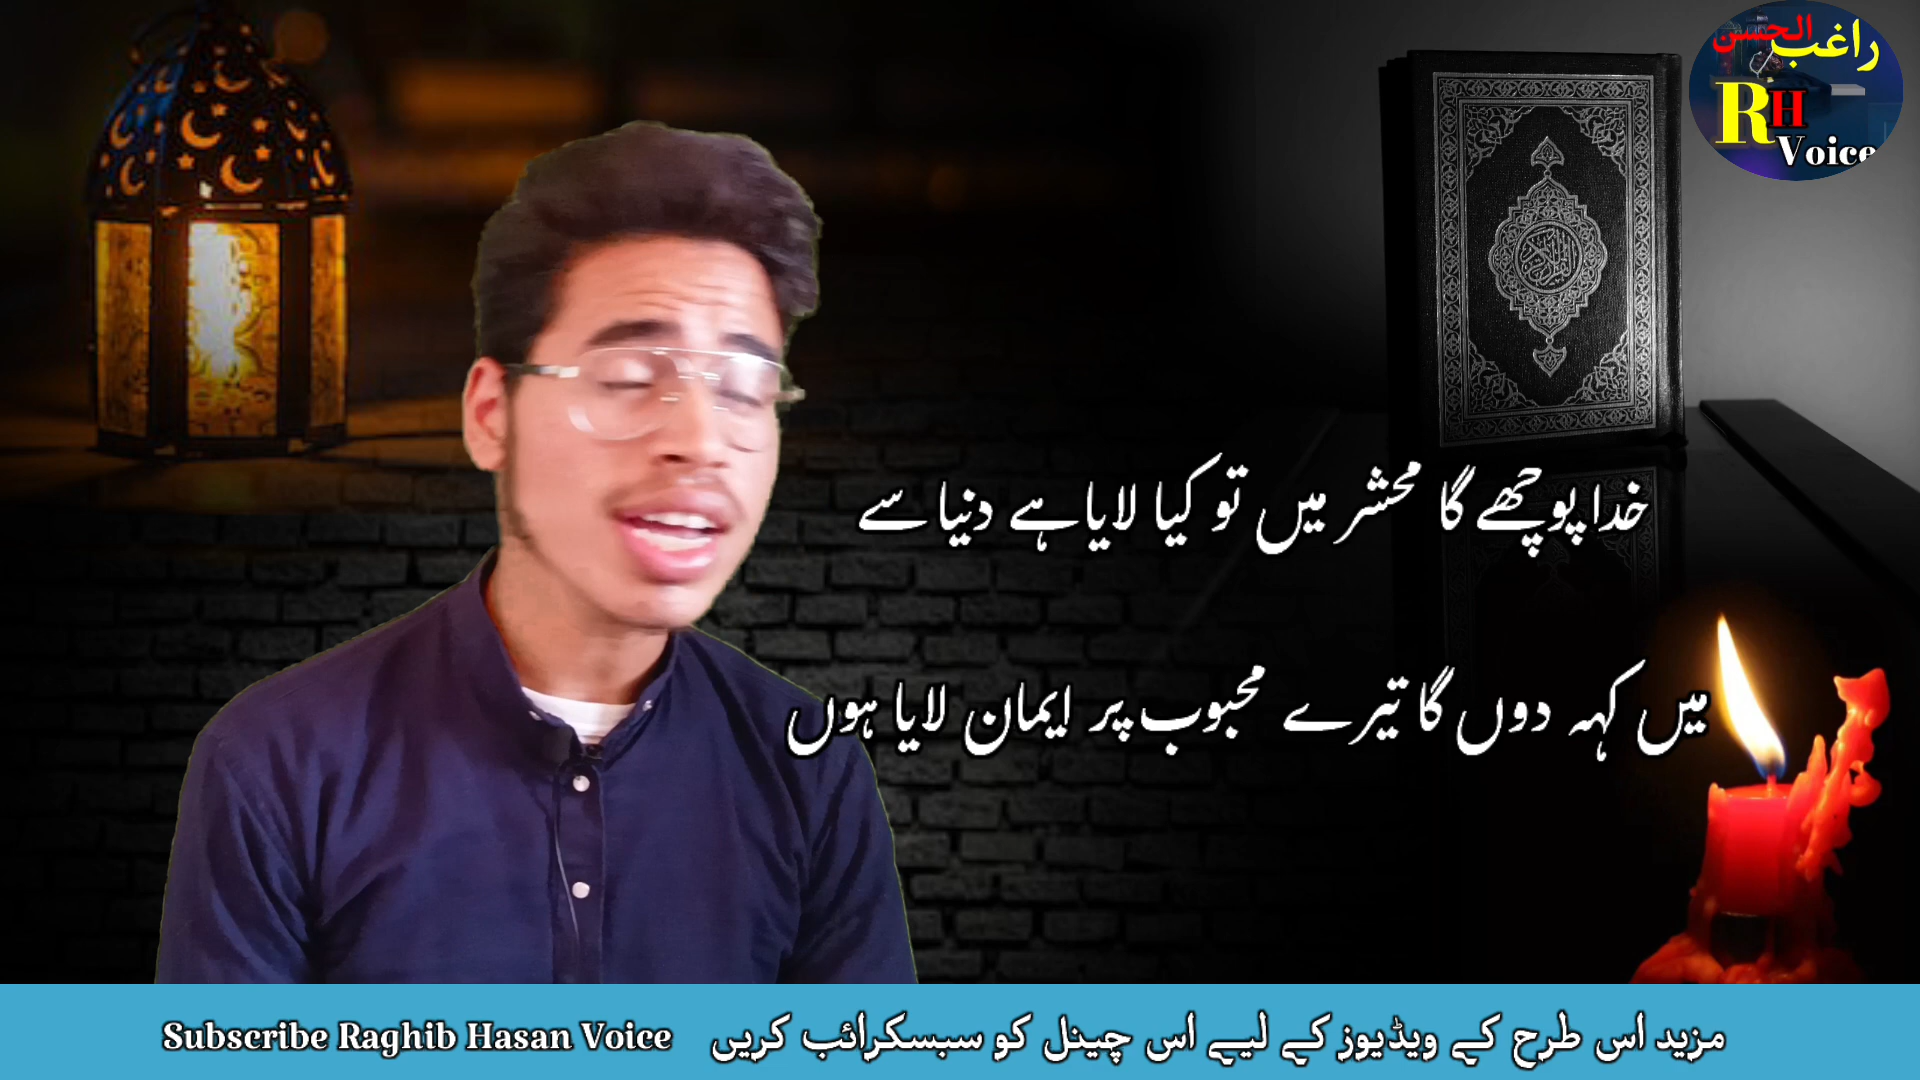 راغب الحسن
RH
Voice
خدا پوچھے گا محشر میں تو کیا لایا ہے دنیا سے
میں کہہ دوں گا تیرے محبوب پر ایمان لایا ہوں
Subscribe Raghib Hasan Voice مزید اس طرح کے ویڈیوز کے لیے اس چینل کو سبسکرائب کریں